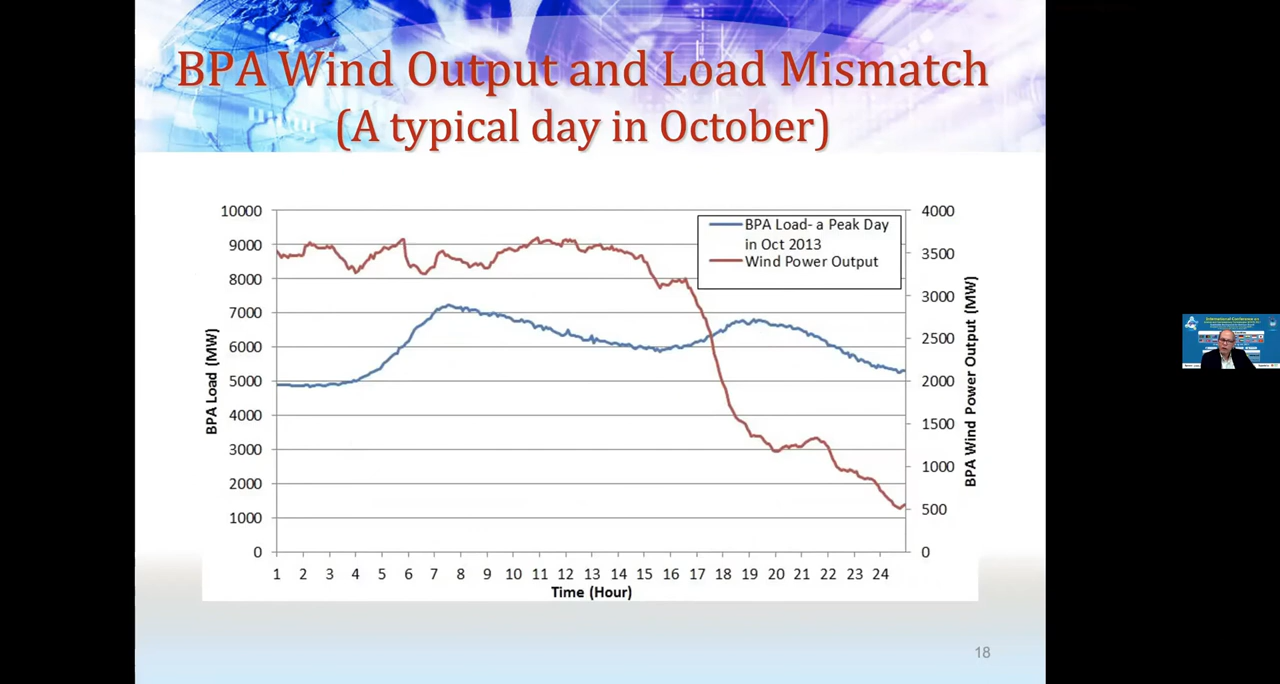 BPA Wind Output and Load Mismatch
(A typical day in October)
10000
9000
8000
7000
6000
5000
4000
3000
2000
1000
0
BPA Load (MW)
4000
3500
3000
2500
2000
1500
1000
500
0
BPA Wind Power Output (MW)
BPA Load- a Peak Day
in Oct 2013
Wind Power Output
1 2 3 4 5 6 7 8 9 10 11 12 13 14 15 16 17 18 19 20 21 22 23 24
Time (Hour)
18
International Conference on